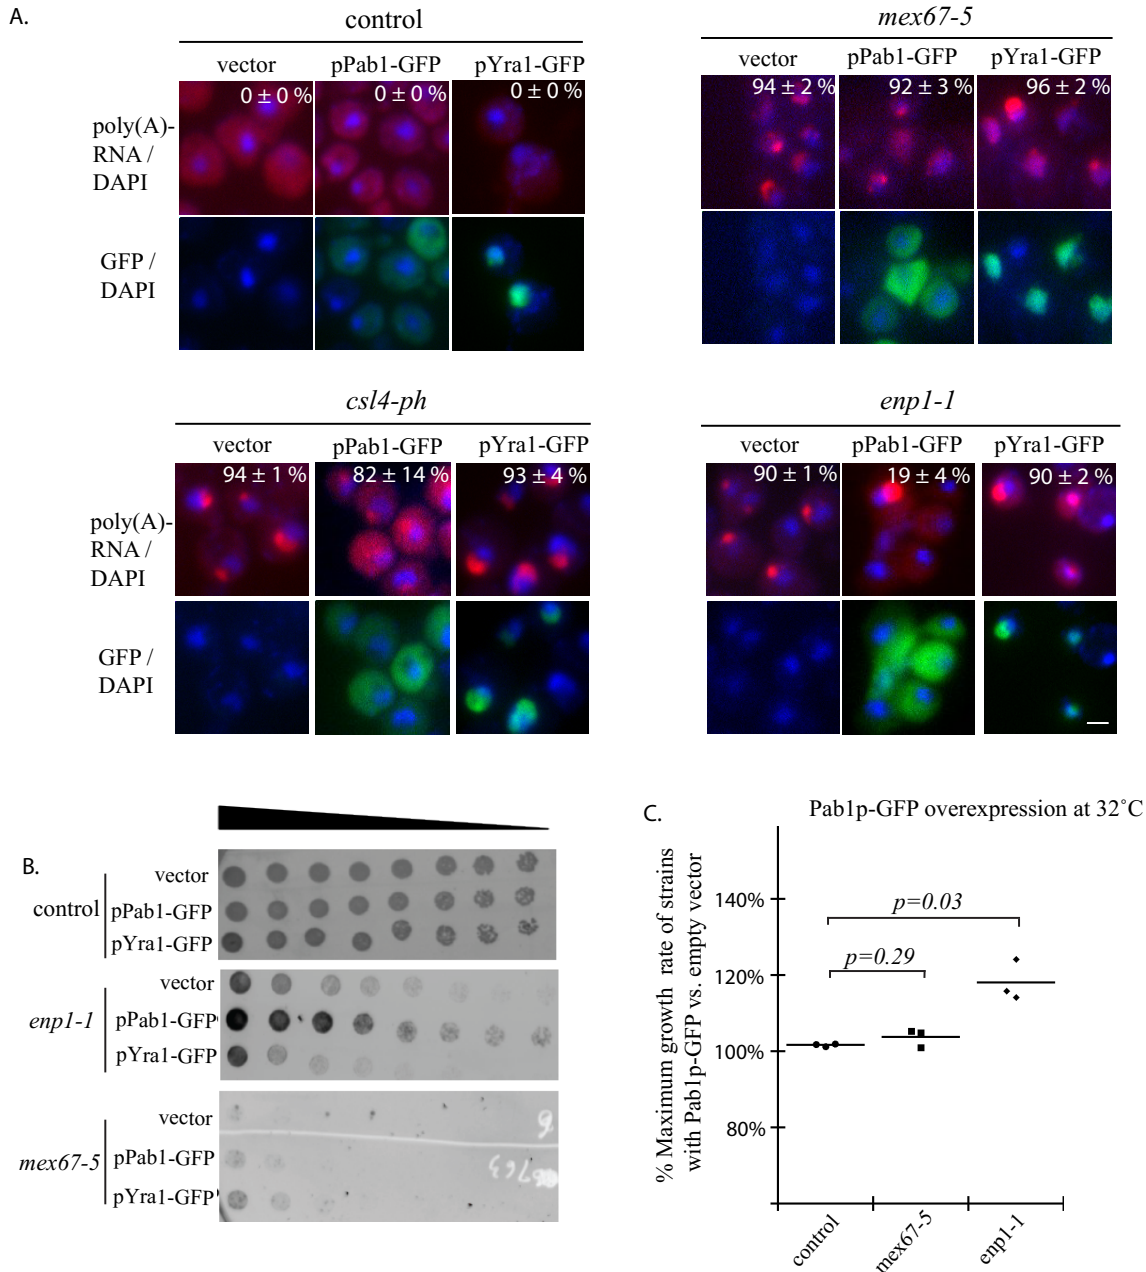 A.
control
vector pPab1-GFP pYra1-GFP
poly(A)-
RNA /
DAPI
0 ± 0 % 0 ± 0 % 0 ± 0 %
GFP /
DAPI
mex67-5
vector pPab1-GFP pYra1-GFP
94 ± 2 % 92 ± 3 % 96 ± 2 %
csl4-ph
vector pPab1-GFP pYra1-GFP
poly(A)-
RNA /
DAPI
94 ± 1 % 82 ± 14 % 93 ± 4 %
GFP /
DAPI
enp1-1
vector pPab1-GFP pYra1-GFP
90 ± 1 % 19 ± 4 % 90 ± 2 %
B.
control
vector
pPab1-GFP
pYra1-GFP
enp1-1
vector
pPab1-GFP
pYra1-GFP
mex67-5
vector
pPab1-GFP
pYra1-GFP
C.
Pab1p-GFP overexpression at 32˚C
% Maximum growth rate of strains
with Pab1p-GFP vs. empty vector
140%
120%
100%
80%
p=0.03
p=0.29
control
mex67-5
enp1-1